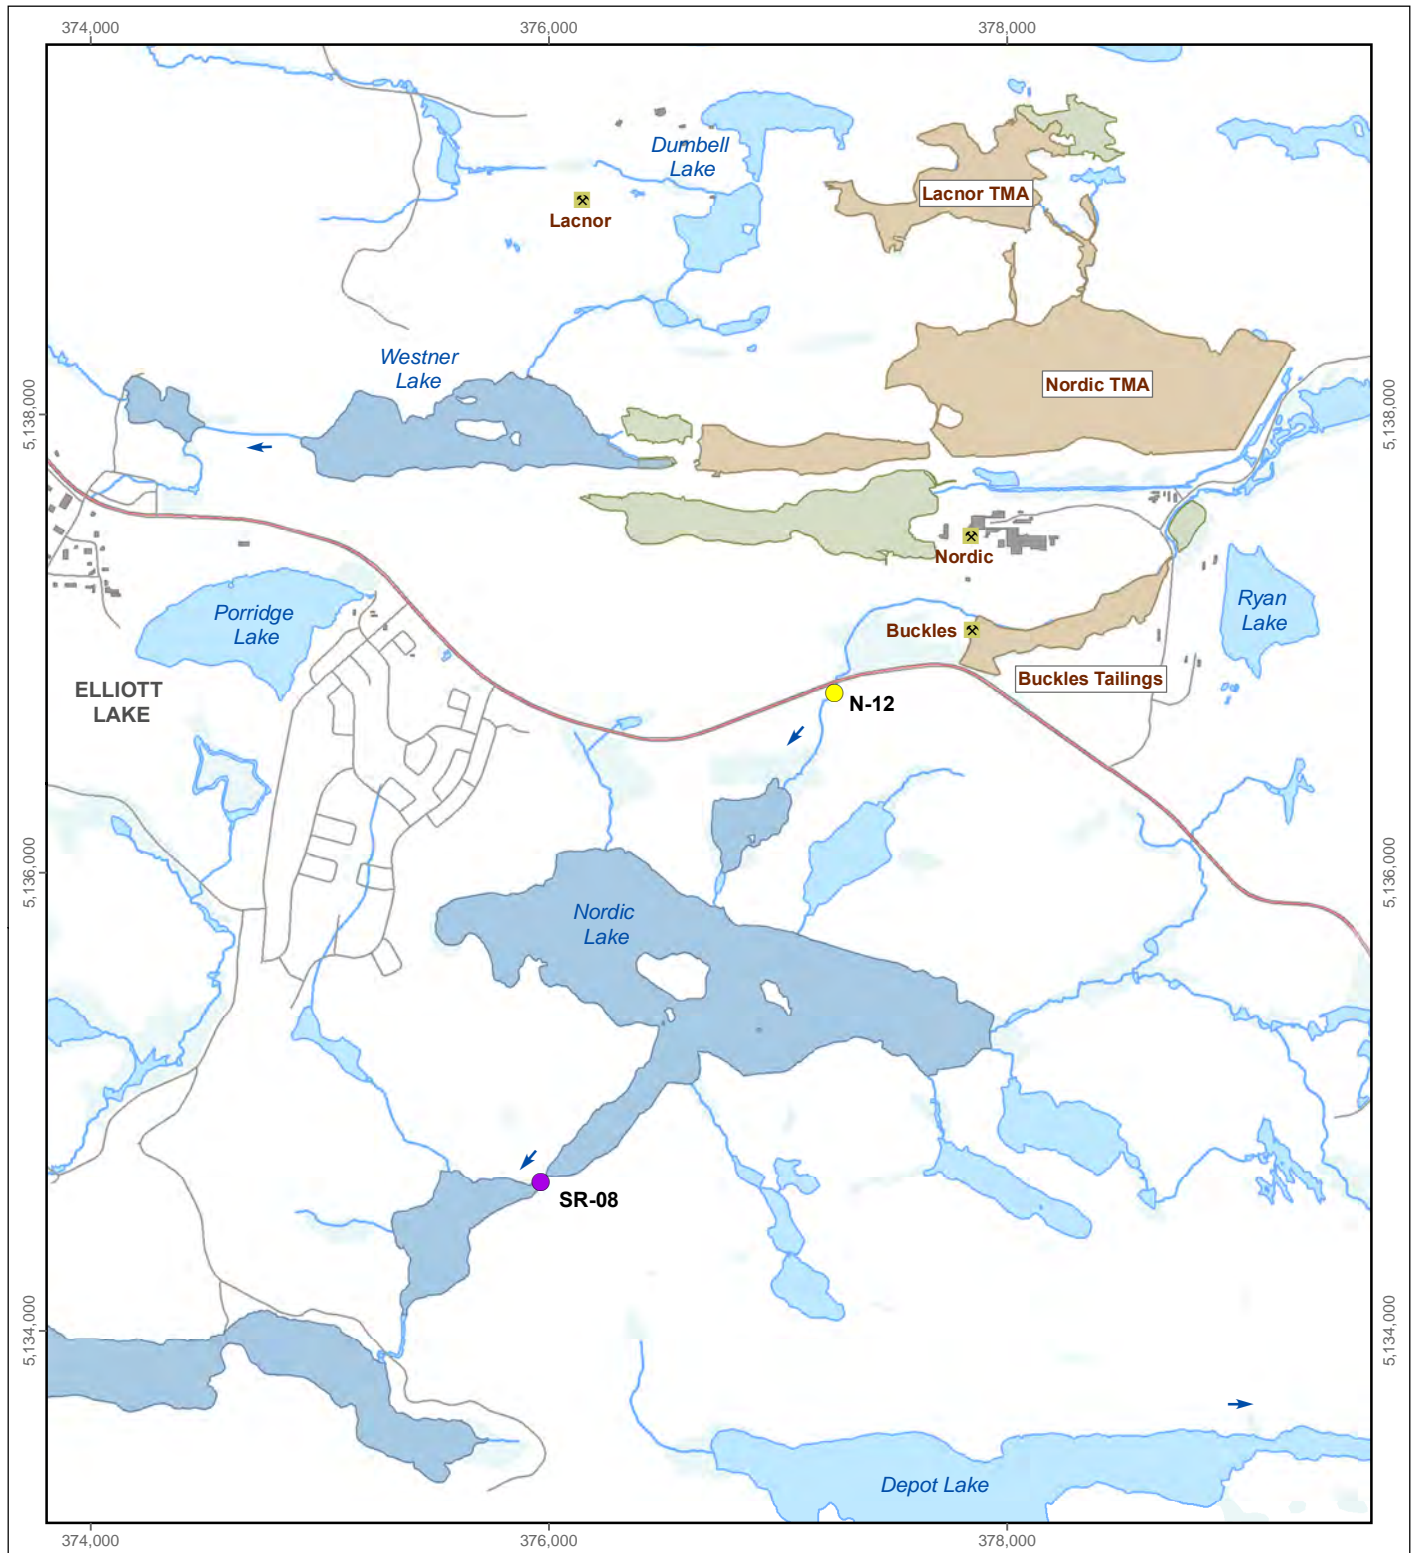 374,000
376,000
378,000
Dumbell
Lake
Lacnor TMA
Lacnor
Westner
Lake
Nordic TMA
5,138,000
5,138,000
Nordic
Porridge
Lake
Ryan
Lake
Buckles
Buckles Tailings
ELLIOTT
LAKE
N-12
5,136,000
5,136,000
Nordic
Lake
SR-08
5,134,000
5,134,000
Depot Lake
374,000
376,000
378,000